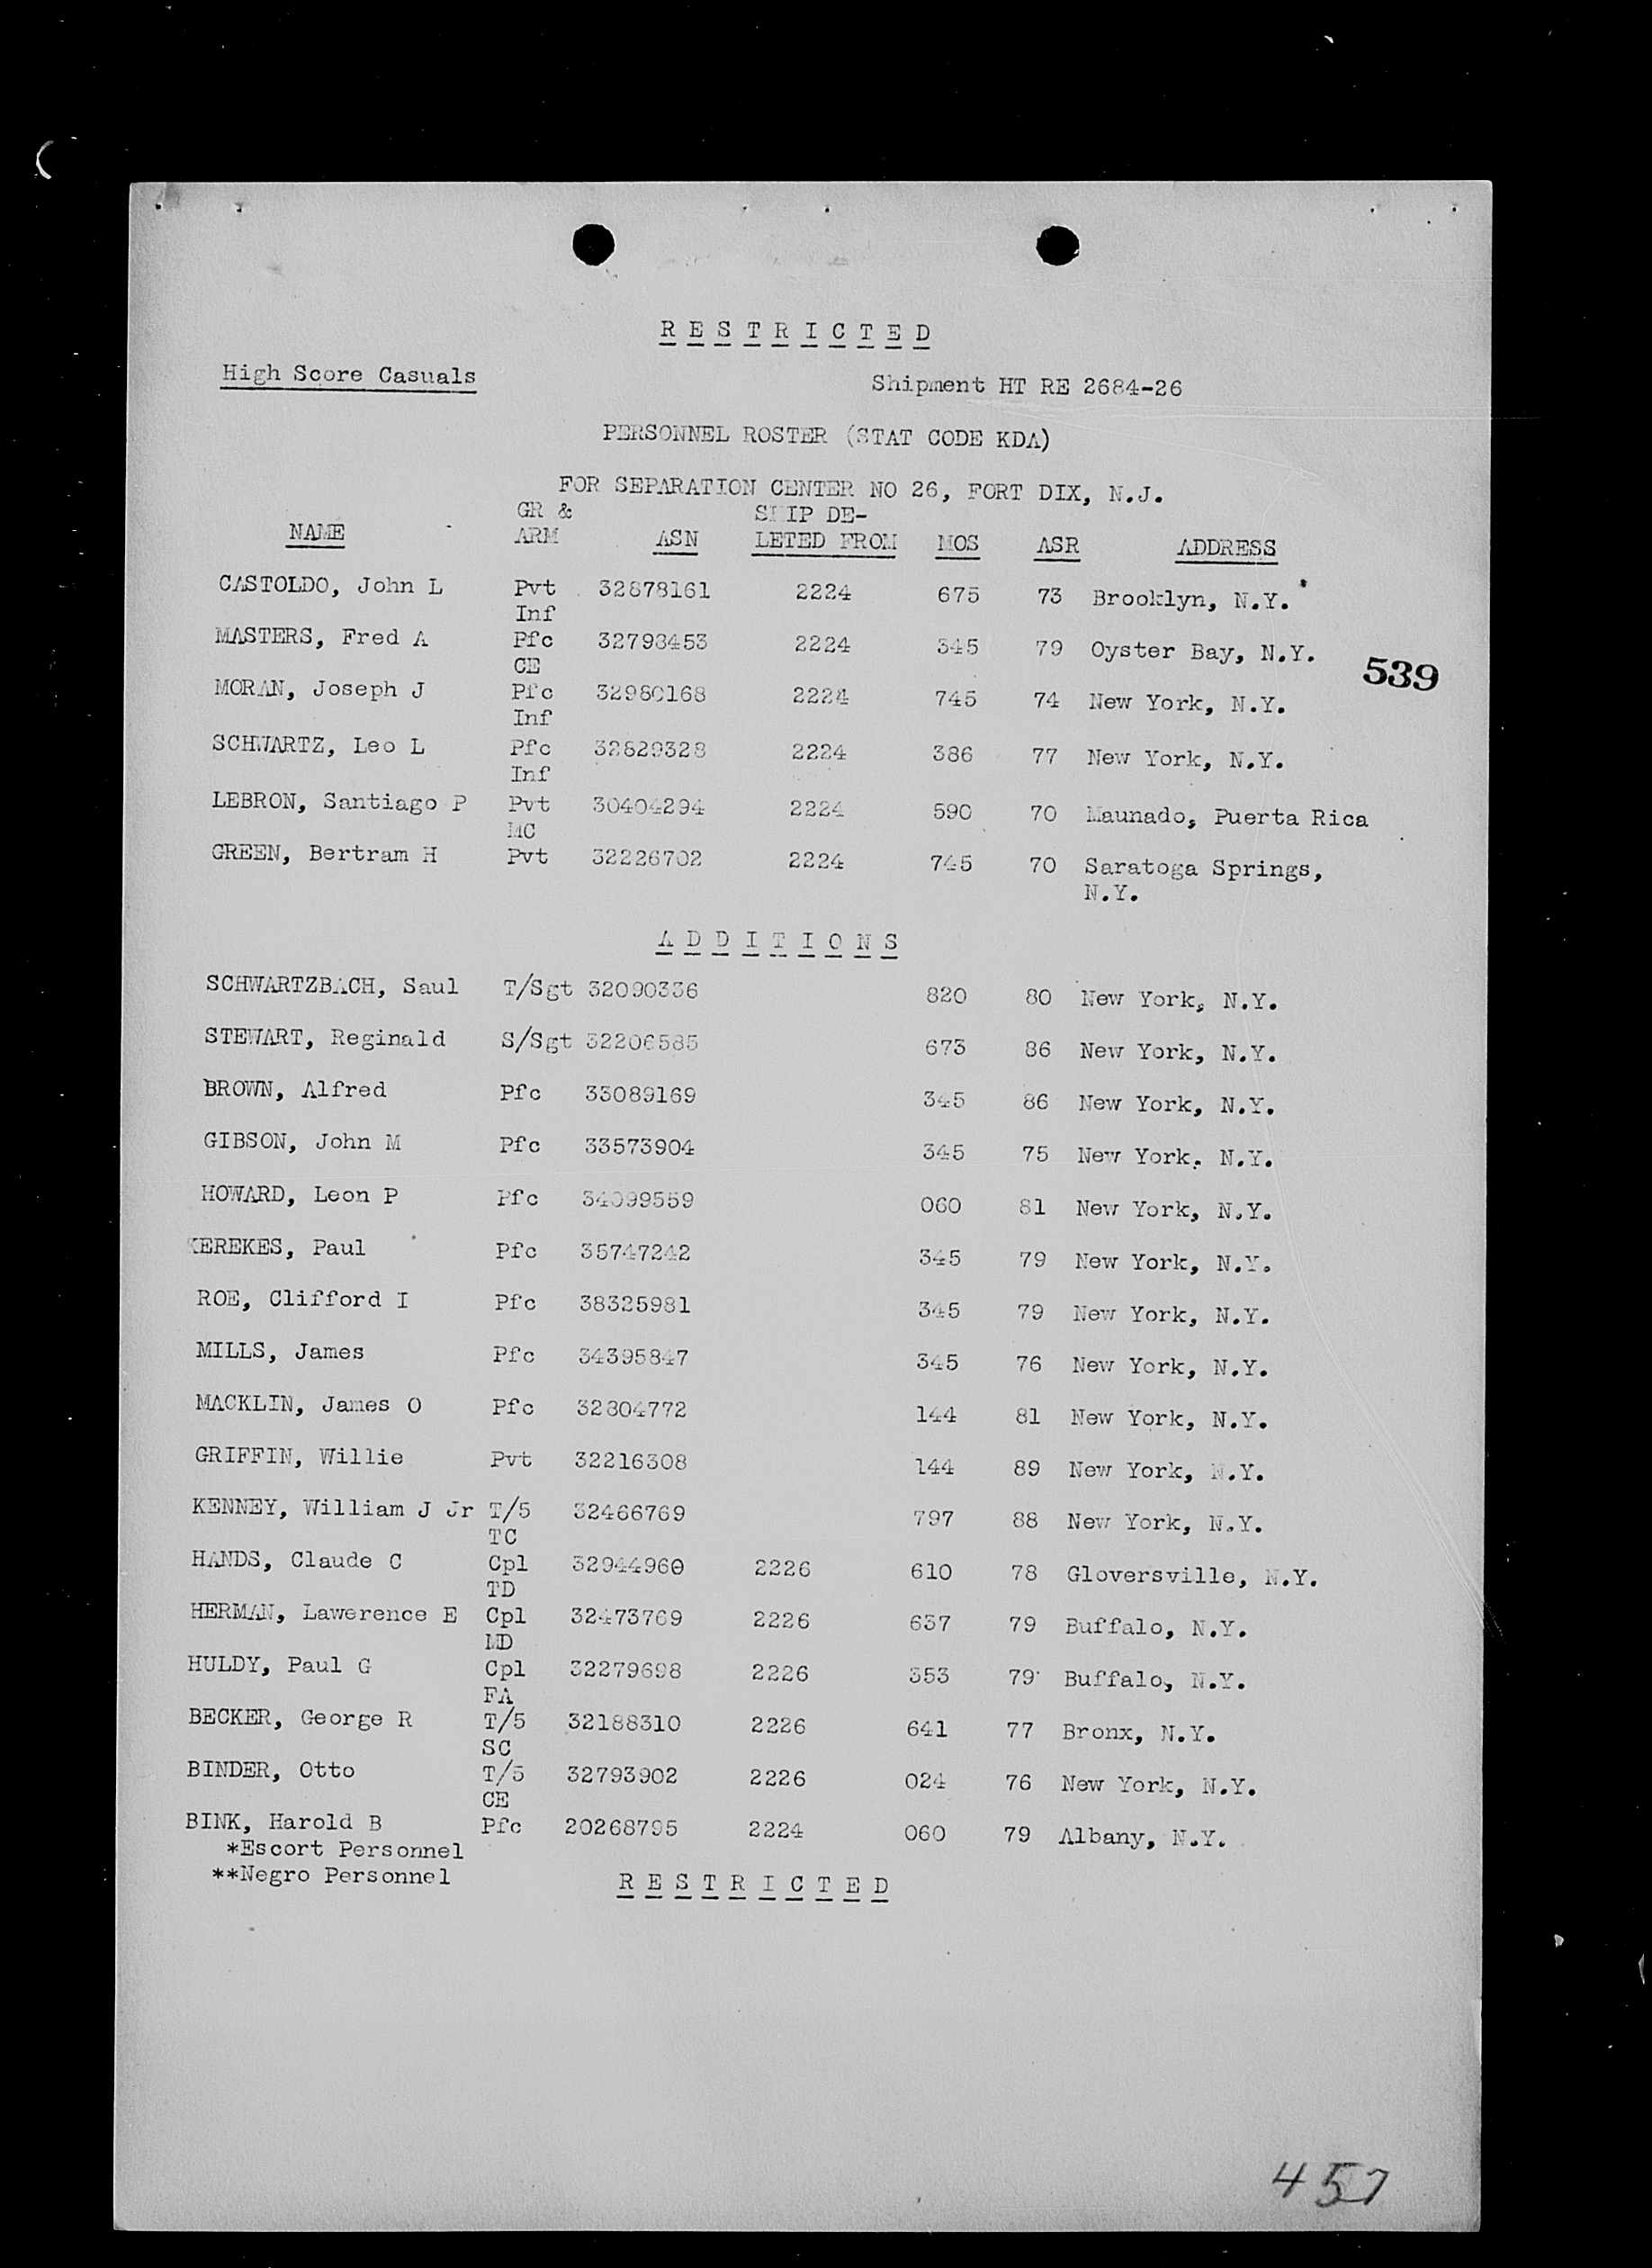 R E S T R I C T E D
High Score Casuals
Shipment HT RE 2684-26
PERSONNEL ROSTER (STAT CODE KDA)
FOR SEPARATION CENTER NO 26, FORT DIX, N.J.
GR & SHIP DE-
NAME ARM ASN LETED FROM MOS ASR ADDRESS
CASTOLDO, John L Pvt 32878161 2224 675 73 Brooklyn, N.Y.
Inf
MASTERS, Fred A Pfc 32798453 2224 345 79 Oyster Bay, N.Y.
CE
539
MORAN, Joseph J Pfc 32980168 2224 745 74 New York, N.Y.
Inf
SCHWARTZ, Leo L Pfc 32829328 2224 386 77 New York, N.Y.
Inf
LEBRON, Santiago P Pvt 30404294 2224 590 70 Maunado, Puerta Rica
MC
GREEN, Bertram H Pvt 32226702 2224 745 70 Saratoga Springs,
N.Y.
A D D I T I O N S
SCHWARTZBACH, Saul T/Sgt 32090336 820 80 New York, N.Y.
STEWART, Reginald S/Sgt 32206585 673 86 New York, N.Y.
BROWN, Alfred Pfc 33089169 345 86 New York, N.Y.
GIBSON, John M Pfc 33573904 345 75 New York, N.Y.
HOWARD, Leon P Pfc 34099559 060 81 New York, N.Y.
KEREKES, Paul Pfc 35747242 345 79 New York, N.Y.
ROE, Clifford I Pfc 38325981 345 79 New York, N.Y.
MILLS, James Pfc 34395847 345 76 New York, N.Y.
MACKLIN, James O Pfc 32804772 144 81 New York, N.Y.
GRIFFIN, Willie Pvt 32216308 144 89 New York, N.Y.
KENNEY, William J Jr T/5 32466769 797 88 New York, N.Y.
TC
HANDS, Claude C Cpl 32944960 2226 610 78 Gloversville, N.Y.
TD
HERMAN, Lawerence E Cpl 32473769 2226 637 79 Buffalo, N.Y.
MD
HULDY, Paul G Cpl 32279698 2226 353 79 Buffalo, N.Y.
FA
BECKER, George R T/5 32188310 2226 641 77 Bronx, N.Y.
SC
BINDER, Otto T/5 32793902 2226 024 76 New York, N.Y.
CE
BINK, Harold B Pfc 20268795 2224 060 79 Albany, N.Y.
*Escort Personnel
**Negro Personnel
R E S T R I C T E D
457